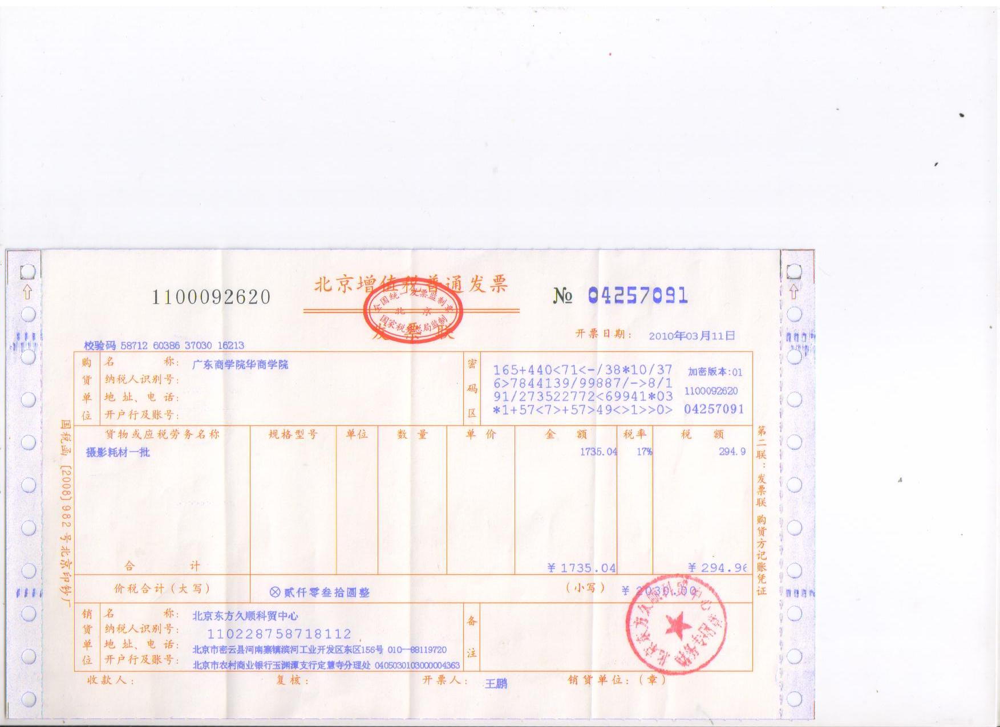 北京增值税普通发票
1100092620
№ 04257091
全国统一发票监制章
北京
国家税务总局监制
发票联
开票日期: 2010年03月11日
校验码 58712 60386 37030 16213
购货单位
名 称: 广东商学院华商学院
纳税人识别号:
地址、电话:
开户行及账号:
密码区
165+440<71<-/38*10/37 加密版本:01
6>7844139/99887/->8/1
91/273522772<69941*03 1100092620
*1+57<7>+57>49<>1>>0> 04257091
货物或应税劳务名称 规格型号 单位 数量 单价 金额 税率 税额
摄影耗材一批 1735.04 17% 294.9
合计 ¥1735.04 ¥294.96
价税合计(大写) ⊗贰仟零叁拾圆整 (小写) ¥2030.00
销货单位
名 称: 北京东方久顺科贸中心
纳税人识别号: 110228758718112
地址、电话: 北京市密云县河南寨镇滨河工业开发区东区156号 010—88119720
开户行及账号: 北京市农村商业银行玉渊潭支行定慧寺分理处 0405030103000004363
备注
收款人: 复核: 开票人: 王鹏 销货单位:(章)
国税函[2008]982号北京印钞厂
第二联:发票联 购货方记账凭证
北京东方久顺科贸中心
财务专用章